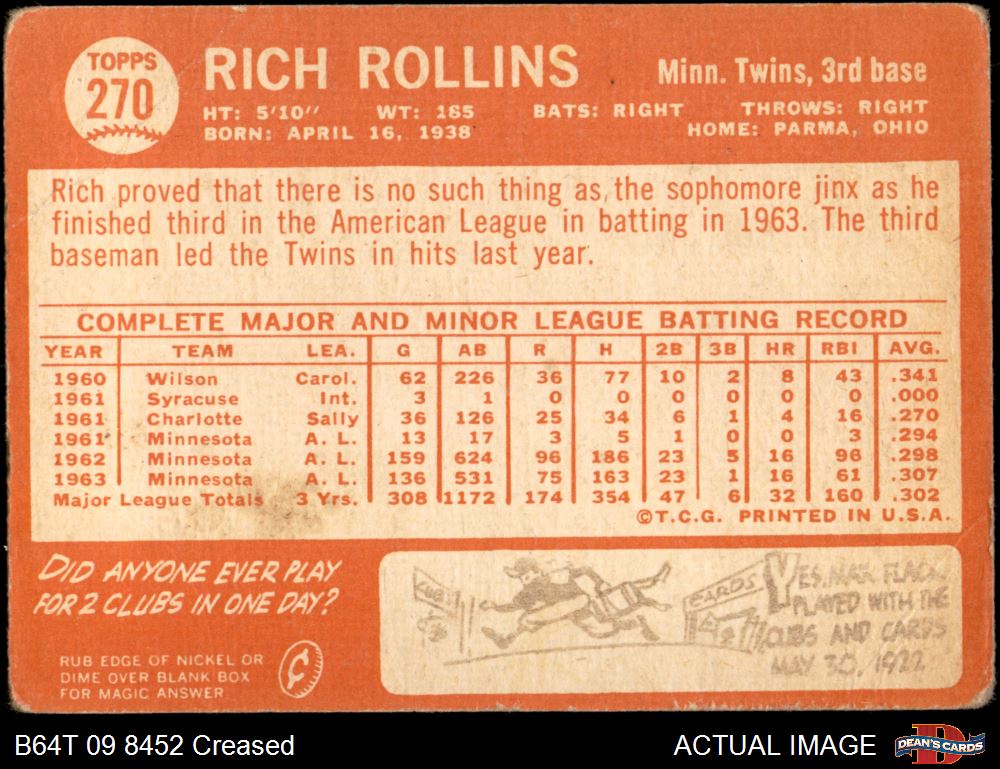 TOPPS
270
RICH ROLLINS
Minn. Twins, 3rd base
HT: 5'10" WT: 185 BATS: RIGHT THROWS: RIGHT
BORN: APRIL 16, 1938 HOME: PARMA, OHIO
Rich proved that there is no such thing as the sophomore jinx as he
finished third in the American League in batting in 1963. The third
baseman led the Twins in hits last year.
COMPLETE MAJOR AND MINOR LEAGUE BATTING RECORD
YEAR TEAM LEA. G AB R H 2B 3B HR RBI AVG.
1960 Wilson Carol. 62 226 36 77 10 2 8 43 .341
1961 Syracuse Int. 3 1 0 0 0 0 0 0 .000
1961 Charlotte Sally 36 126 25 34 6 1 4 16 .270
1961 Minnesota A. L. 13 17 3 5 1 0 0 3 .294
1962 Minnesota A. L. 159 624 96 186 23 5 16 96 .298
1963 Minnesota A. L. 136 531 75 163 23 1 16 61 .307
Major League Totals 3 Yrs. 308 1172 174 354 47 6 32 160 .302
©T.C.G. PRINTED IN U.S.A.
DID ANYONE EVER PLAY
FOR 2 CLUBS IN ONE DAY?
RUB EDGE OF NICKEL OR
DIME OVER BLANK BOX
FOR MAGIC ANSWER
CUBS
CARDS
YES, MAX FLACK
PLAYED WITH THE
CUBS AND CARDS
MAY 30, 1922
B64T 09 8452 Creased
ACTUAL IMAGE
DEAN'S CARDS